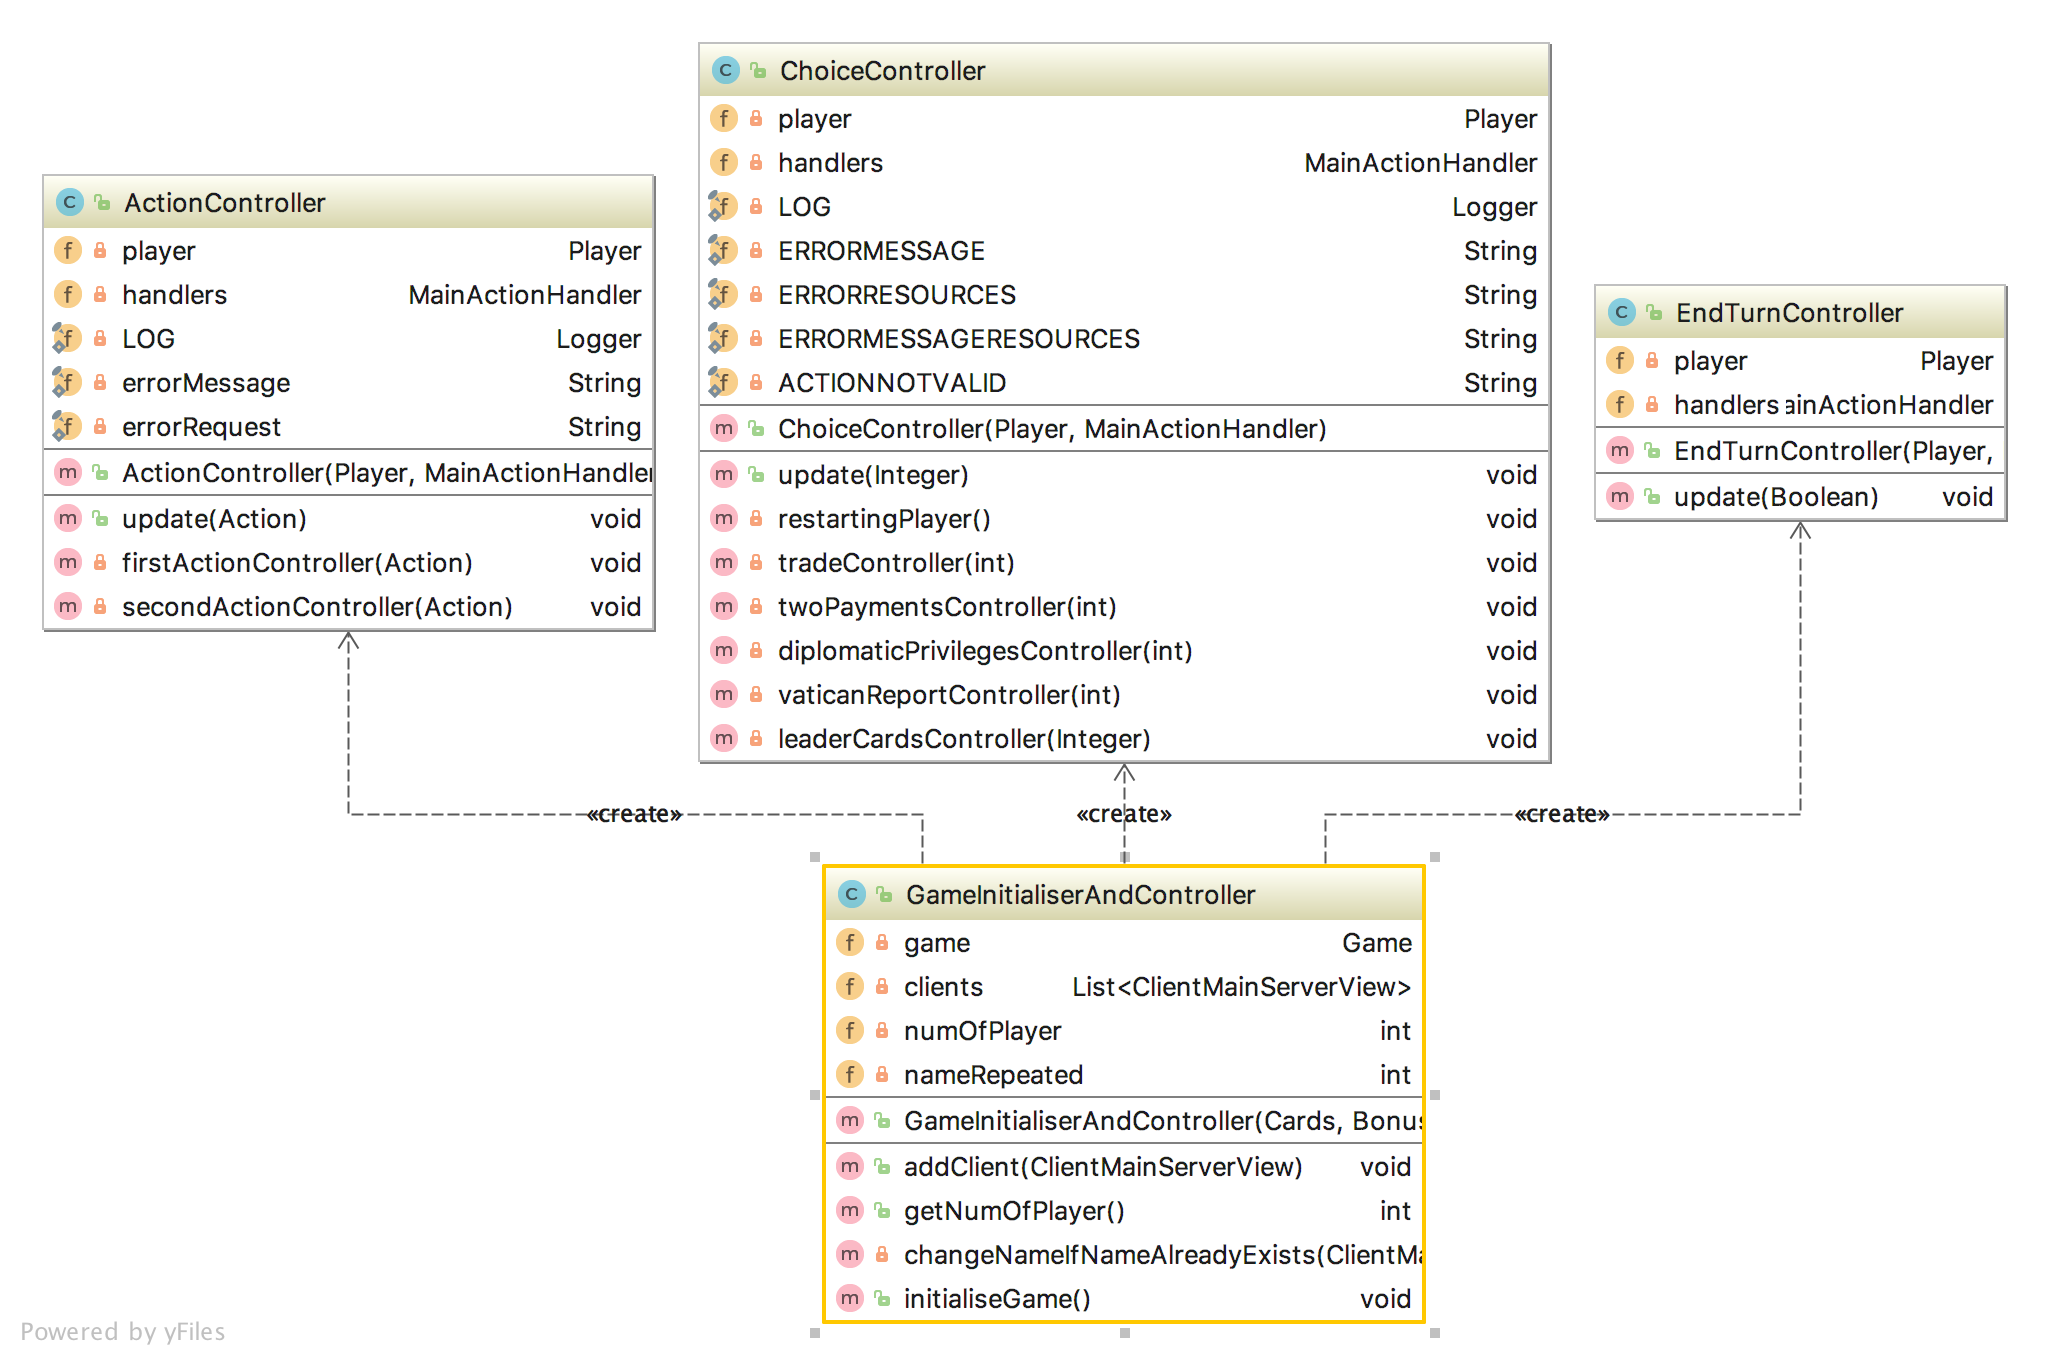 ChoiceController
player Player
handlers MainActionHandler
LOG Logger
ERRORMESSAGE String
ERRORRESOURCES String
ERRORMESSAGERESOURCES String
ACTIONNOTVALID String
ChoiceController(Player, MainActionHandler)
update(Integer) void
restartingPlayer() void
tradeController(int) void
twoPaymentsController(int) void
diplomaticPrivilegesController(int) void
vaticanReportController(int) void
leaderCardsController(Integer) void
ActionController
player Player
handlers MainActionHandler
LOG Logger
errorMessage String
errorRequest String
ActionController(Player, MainActionHandler
update(Action) void
firstActionController(Action) void
secondActionController(Action) void
EndTurnController
player Player
handlers ainActionHandler
EndTurnController(Player,
update(Boolean) void
«create»
«create»
«create»
GameInitialiserAndController
game Game
clients List<ClientMainServerView>
numOfPlayer int
nameRepeated int
GameInitialiserAndController(Cards, Bonus
addClient(ClientMainServerView) void
getNumOfPlayer() int
changeNameIfNameAlreadyExists(ClientMa
initialiseGame() void
Powered by yFiles
C
C
C
C
f
f
f
f
f
f
f
m
m
m
m
m
m
m
m
f
f
f
f
f
m
m
m
m
f
f
m
m
f
f
f
f
m
m
m
m
m